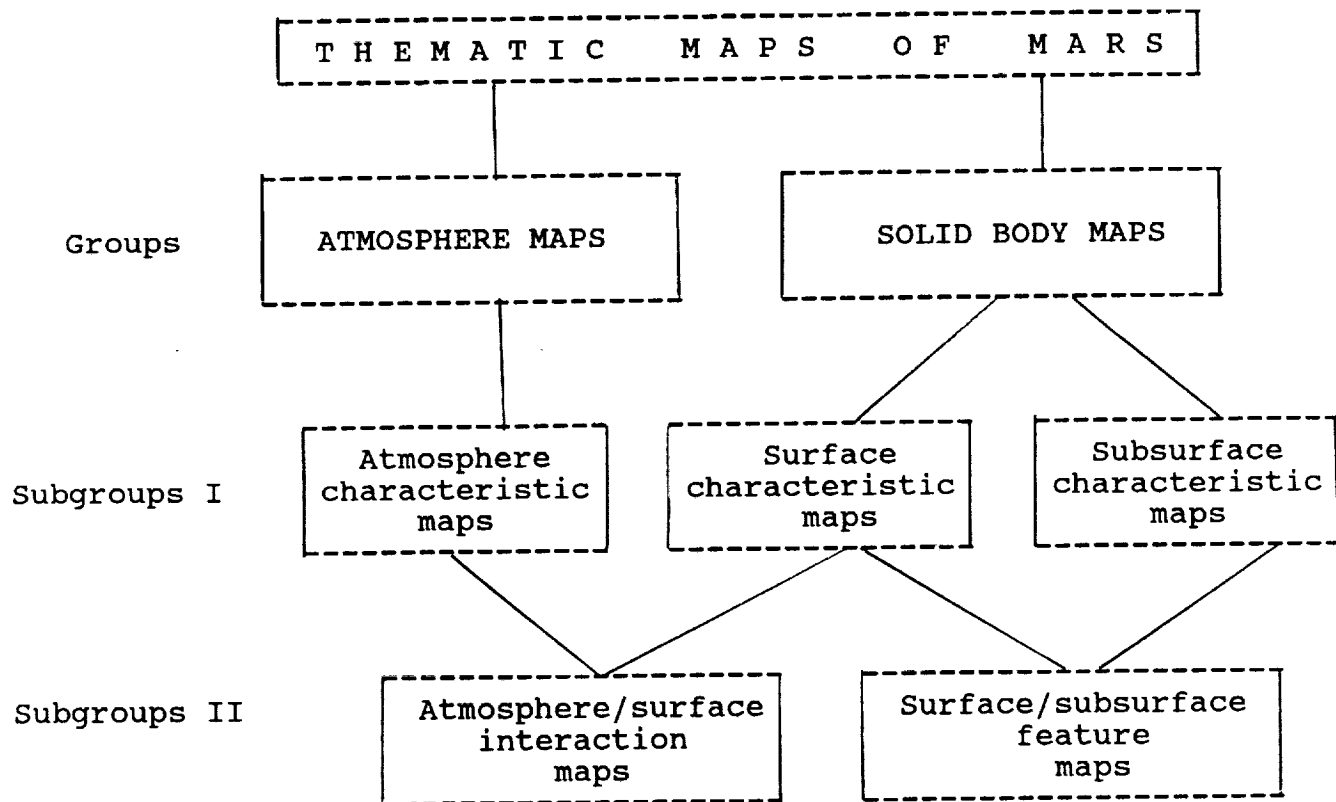 THEMATIC MAPS OF MARS
Groups
ATMOSPHERE MAPS
SOLID BODY MAPS
Subgroups I
Atmosphere
characteristic
maps
Surface
characteristic
maps
Subsurface
characteristic
maps
Subgroups II
Atmosphere/surface
interaction
maps
Surface/subsurface
feature
maps